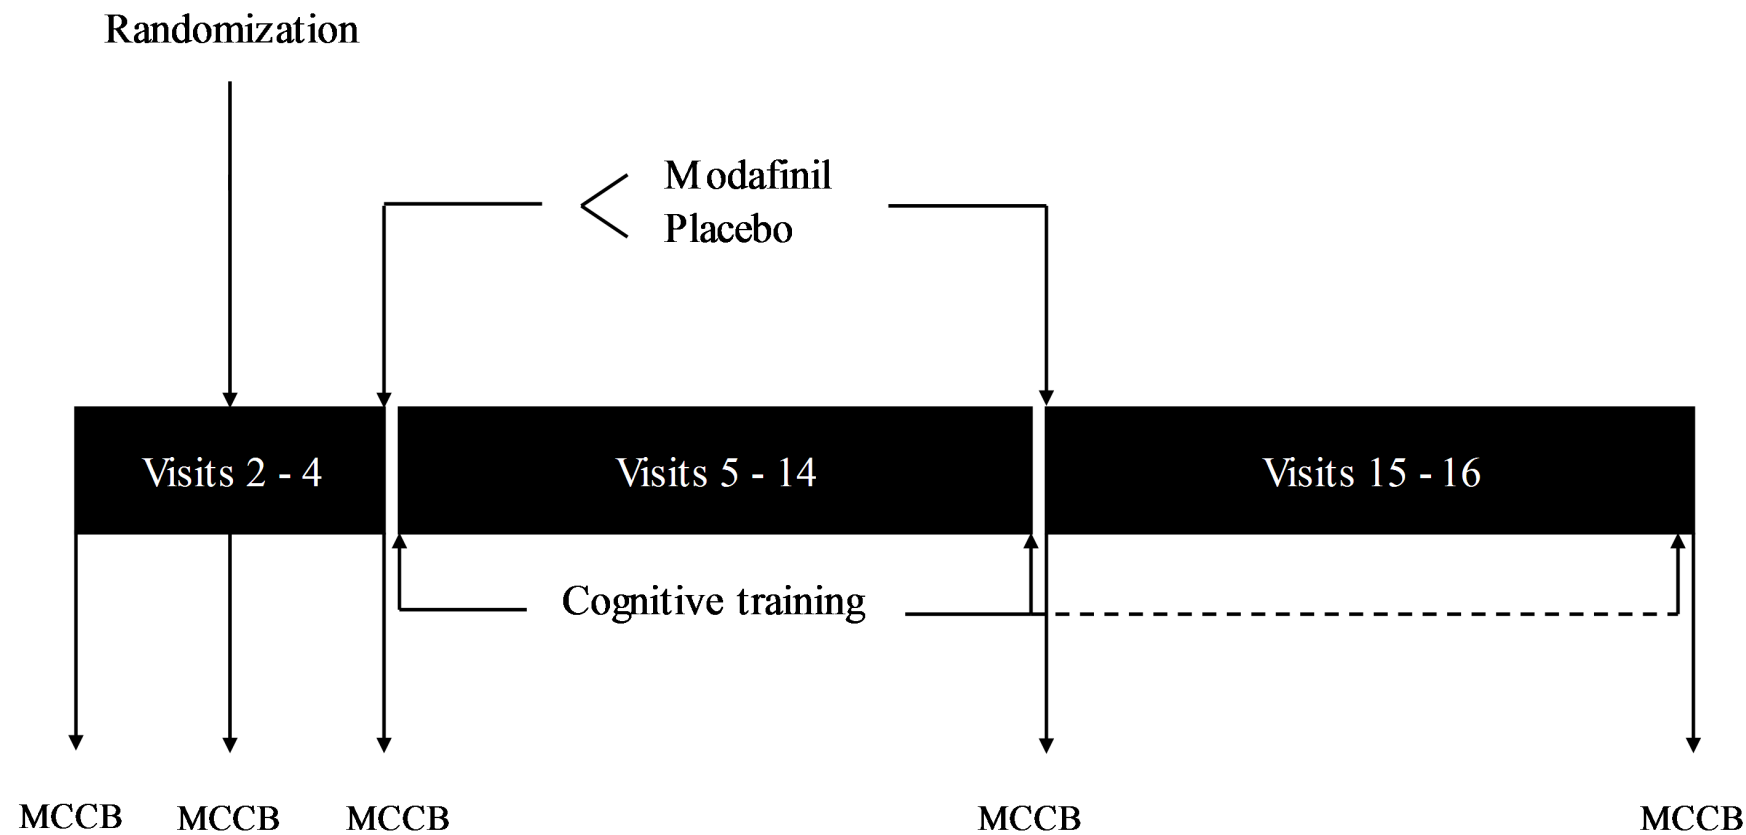 Randomization
Modafinil
Placebo
Visits 2 - 4
Visits 5 - 14
Visits 15 - 16
Cognitive training
MCCB
MCCB
MCCB
MCCB
MCCB